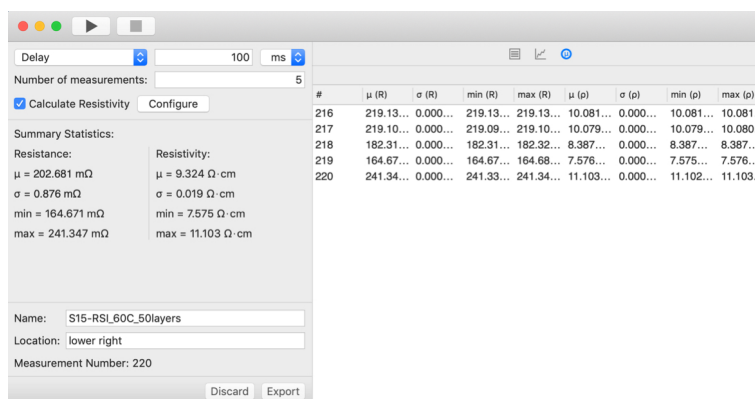 Delay 100 ms
Number of measurements: 5
Calculate Resistivity Configure
Summary Statistics:
Resistance: Resistivity:
μ = 202.681 mΩ μ = 9.324 Ω·cm
σ = 0.876 mΩ σ = 0.019 Ω·cm
min = 164.671 mΩ min = 7.575 Ω·cm
max = 241.347 mΩ max = 11.103 Ω·cm
Name: S15-RSI_60C_50layers
Location: lower right
Measurement Number: 220
Discard Export
μ
# μ (R) σ (R) min (R) max (R) μ (ρ) σ (ρ) min (ρ) max (ρ)
216 219.13... 0.000... 219.13... 219.13... 10.081... 0.000... 10.081... 10.081
217 219.10... 0.000... 219.09... 219.10... 10.079... 0.000... 10.079... 10.080
218 182.31... 0.000... 182.31... 182.32... 8.387... 0.000... 8.387... 8.387..
219 164.67... 0.000... 164.67... 164.68... 7.576... 0.000... 7.575... 7.576..
220 241.34... 0.000... 241.33... 241.34... 11.103... 0.000... 11.102... 11.103.